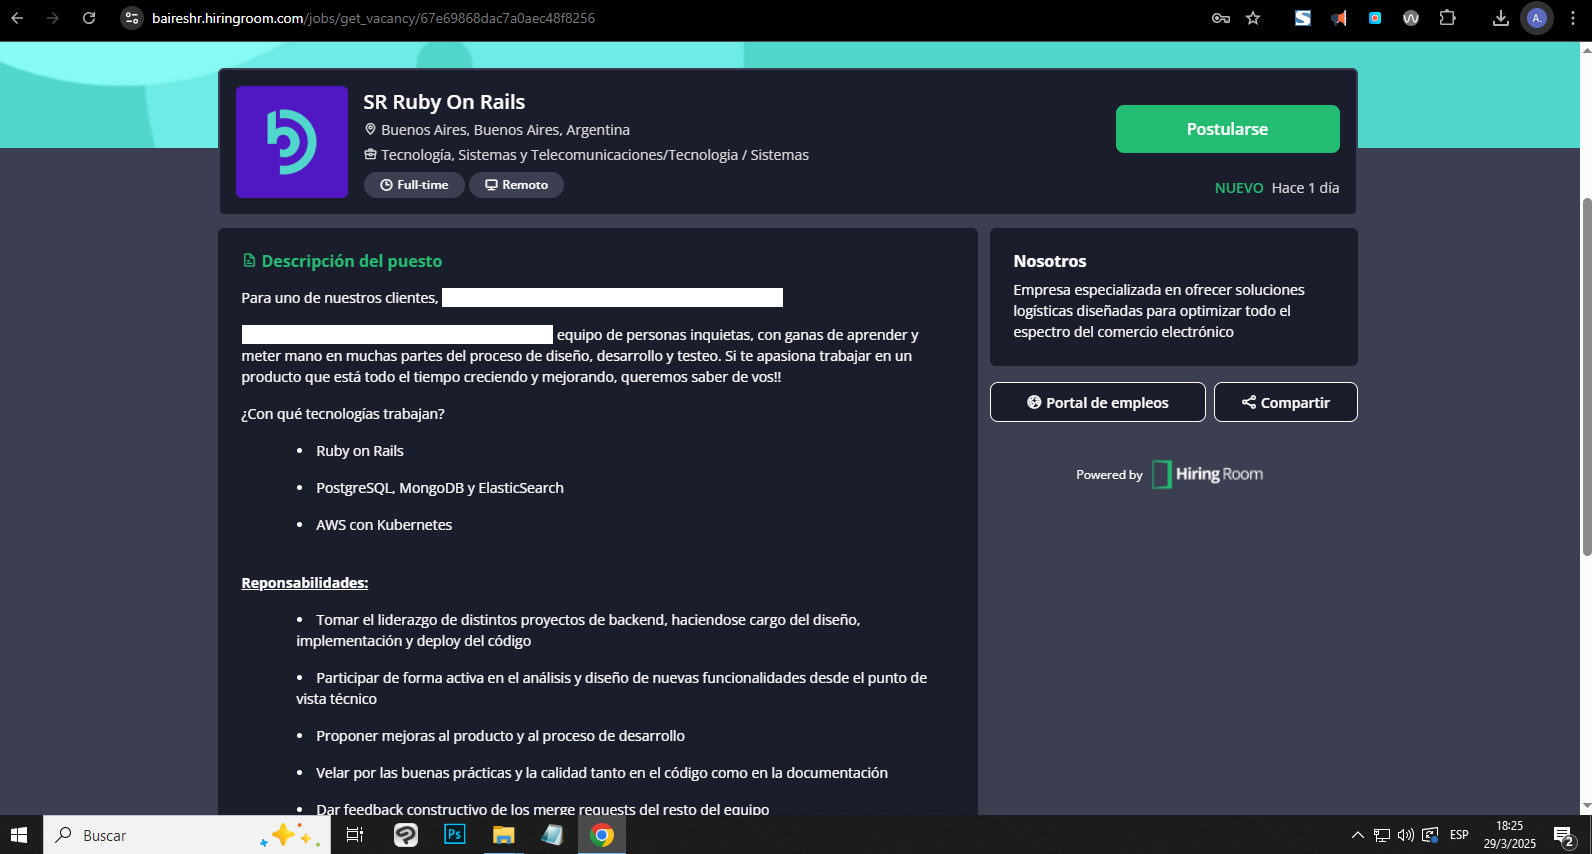 baireshr.hiringroom.com/jobs/get_vacancy/67e69868dac7a0aec48f8256
A.
SR Ruby On Rails
Buenos Aires, Buenos Aires, Argentina
Tecnología, Sistemas y Telecomunicaciones/Tecnologia / Sistemas
Full-time
Remoto
Postularse
NUEVO Hace 1 día
Descripción del puesto
Para uno de nuestros clientes,
equipo de personas inquietas, con ganas de aprender y
meter mano en muchas partes del proceso de diseño, desarrollo y testeo. Si te apasiona trabajar en un
producto que está todo el tiempo creciendo y mejorando, queremos saber de vos!!
¿Con qué tecnologías trabajan?
• Ruby on Rails
• PostgreSQL, MongoDB y ElasticSearch
• AWS con Kubernetes
Reponsabilidades:
• Tomar el liderazgo de distintos proyectos de backend, haciendose cargo del diseño,
implementación y deploy del código
• Participar de forma activa en el análisis y diseño de nuevas funcionalidades desde el punto de
vista técnico
• Proponer mejoras al producto y al proceso de desarrollo
• Velar por las buenas prácticas y la calidad tanto en el código como en la documentación
• Dar feedback constructivo de los merge requests del resto del equipo
Nosotros
Empresa especializada en ofrecer soluciones
logísticas diseñadas para optimizar todo el
espectro del comercio electrónico
Portal de empleos
Compartir
Powered by HiringRoom
Buscar
Ps
ESP
18:25
29/3/2025
2